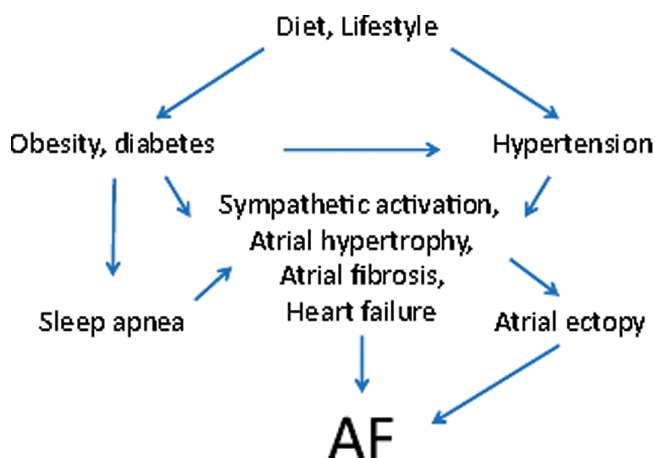 Diet, Lifestyle
Obesity, diabetes
Hypertension
Sympathetic activation,
Atrial hypertrophy,
Atrial fibrosis,
Heart failure
Sleep apnea
Atrial ectopy
AF